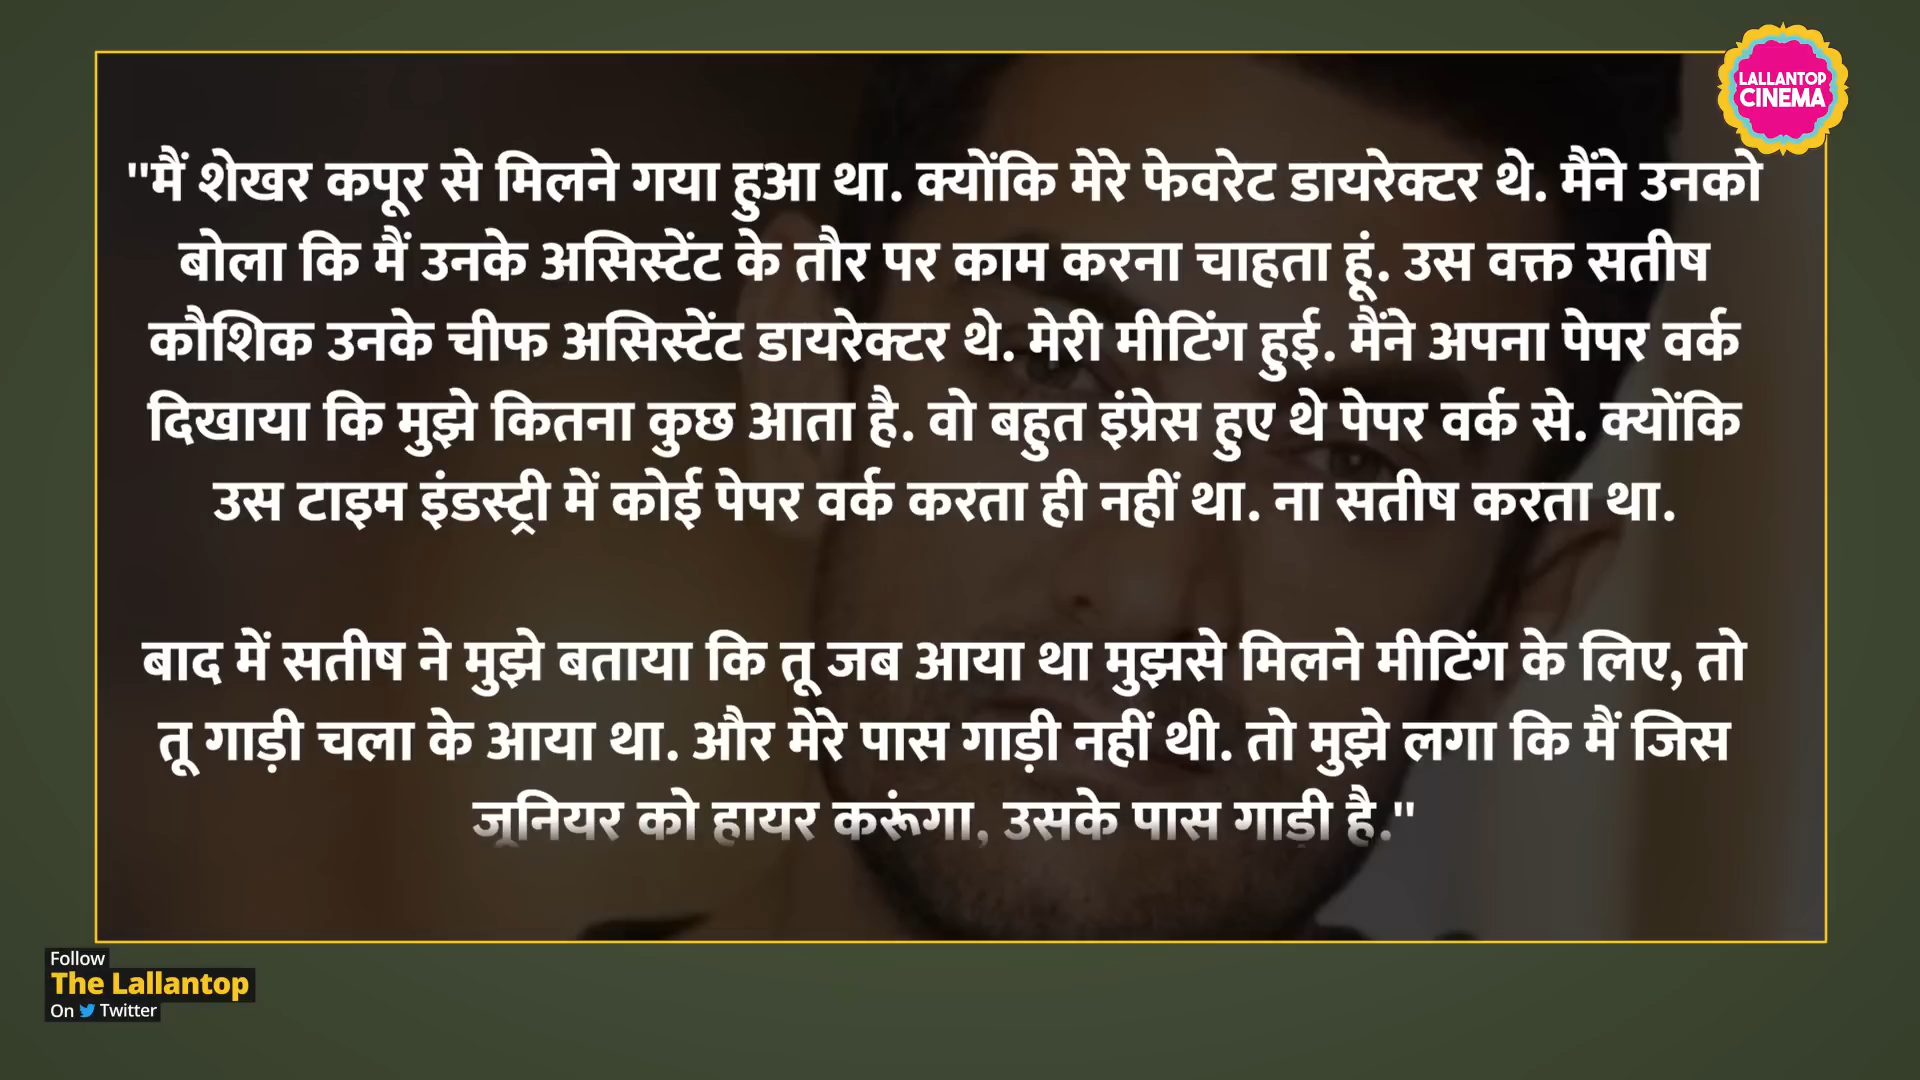 LALLANTOP
CINEMA
"मैं शेखर कपूर से मिलने गया हुआ था. क्योंकि मेरे फेवरेट डायरेक्टर थे. मैंने उनको
बोला कि मैं उनके असिस्टेंट के तौर पर काम करना चाहता हूं. उस वक्त सतीष
कौशिक उनके चीफ असिस्टेंट डायरेक्टर थे. मेरी मीटिंग हुई. मैंने अपना पेपर वर्क
दिखाया कि मुझे कितना कुछ आता है. वो बहुत इंप्रेस हुए थे पेपर वर्क से. क्योंकि
उस टाइम इंडस्ट्री में कोई पेपर वर्क करता ही नहीं था. ना सतीष करता था.
बाद में सतीष ने मुझे बताया कि तू जब आया था मुझसे मिलने मीटिंग के लिए, तो
तू गाड़ी चला के आया था. और मेरे पास गाड़ी नहीं थी. तो मुझे लगा कि मैं जिस
जूनियर को हायर करूंगा, उसके पास गाड़ी है."
Follow
The Lallantop
On Twitter